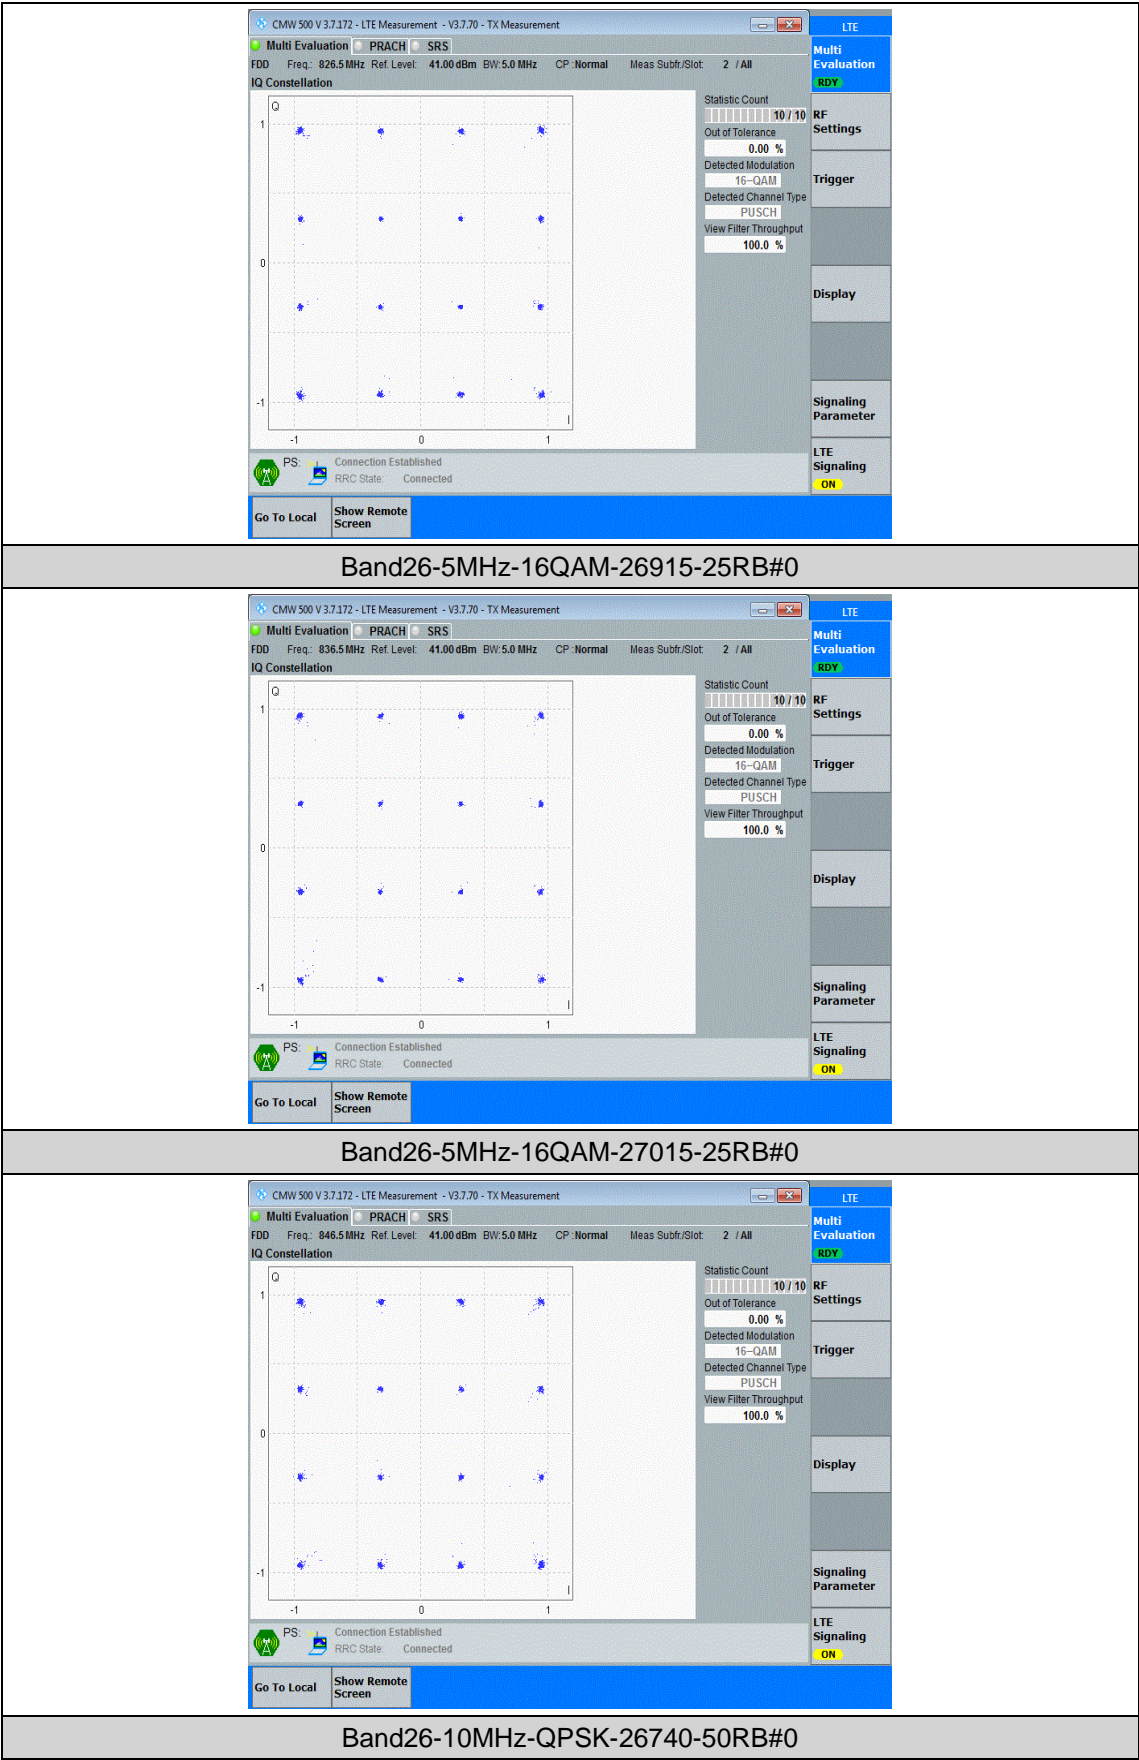 CMW 500 V 3.7.172 - LTE Measurement - V3.7.70 - TX Measurement
LTE
Multi Evaluation PRACH SRS
Multi Evaluation
RDY
FDD Freq.: 826.5 MHz Ref. Level: 41.00 dBm BW: 5.0 MHz CP : Normal Meas Subfr./Slot: 2 / All
IQ Constellation
Q
1
0
-1
I
-1 0 1
Statistic Count
10 / 10
Out of Tolerance
0.00 %
Detected Modulation
16-QAM
Detected Channel Type
PUSCH
View Filter Throughput
100.0 %
RF Settings
Trigger
Display
Signaling Parameter
LTE Signaling
ON
PS: Connection Established
RRC State: Connected
Go To Local Show Remote Screen
Band26-5MHz-16QAM-26915-25RB#0
CMW 500 V 3.7.172 - LTE Measurement - V3.7.70 - TX Measurement
LTE
Multi Evaluation PRACH SRS
Multi Evaluation
RDY
FDD Freq.: 836.5 MHz Ref. Level: 41.00 dBm BW: 5.0 MHz CP : Normal Meas Subfr./Slot: 2 / All
IQ Constellation
Q
1
0
-1
I
-1 0 1
Statistic Count
10 / 10
Out of Tolerance
0.00 %
Detected Modulation
16-QAM
Detected Channel Type
PUSCH
View Filter Throughput
100.0 %
RF Settings
Trigger
Display
Signaling Parameter
LTE Signaling
ON
PS: Connection Established
RRC State: Connected
Go To Local Show Remote Screen
Band26-5MHz-16QAM-27015-25RB#0
CMW 500 V 3.7.172 - LTE Measurement - V3.7.70 - TX Measurement
LTE
Multi Evaluation PRACH SRS
Multi Evaluation
RDY
FDD Freq.: 846.5 MHz Ref. Level: 41.00 dBm BW: 5.0 MHz CP : Normal Meas Subfr./Slot: 2 / All
IQ Constellation
Q
1
0
-1
I
-1 0 1
Statistic Count
10 / 10
Out of Tolerance
0.00 %
Detected Modulation
16-QAM
Detected Channel Type
PUSCH
View Filter Throughput
100.0 %
RF Settings
Trigger
Display
Signaling Parameter
LTE Signaling
ON
PS: Connection Established
RRC State: Connected
Go To Local Show Remote Screen
Band26-10MHz-QPSK-26740-50RB#0